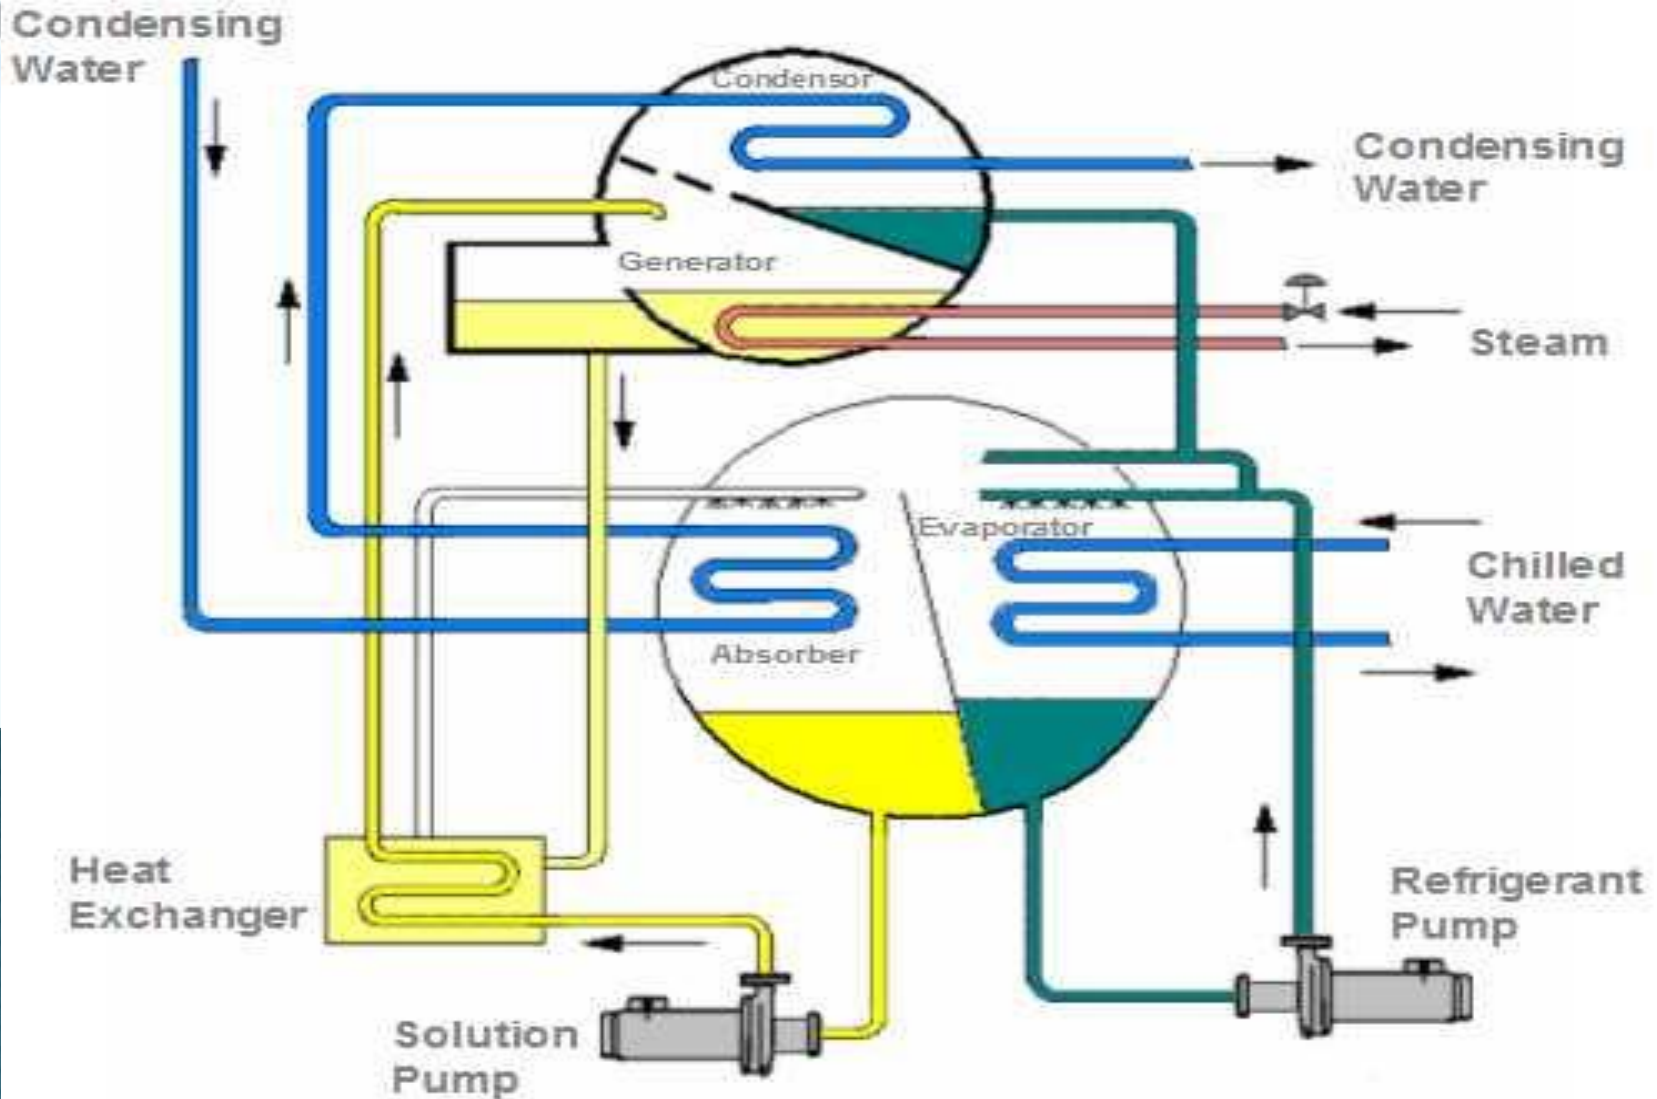 Condensing
Water
Condensor
Condensing
Water
Generator
Steam
Evaporator
Chilled
Water
Absorber
Heat
Exchanger
Refrigerant
Pump
Solution
Pump